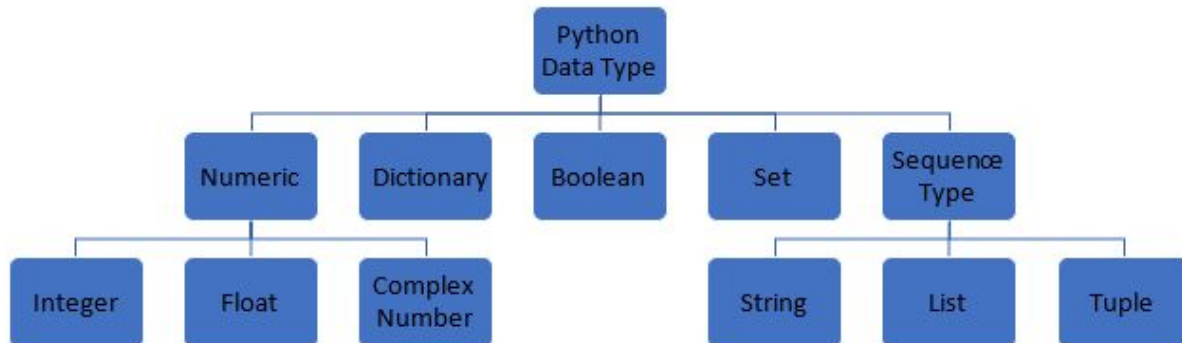 Python
Data Type
Numeric
Dictionary
Boolean
Set
Sequence
Type
Integer
Float
Complex
Number
String
List
Tuple